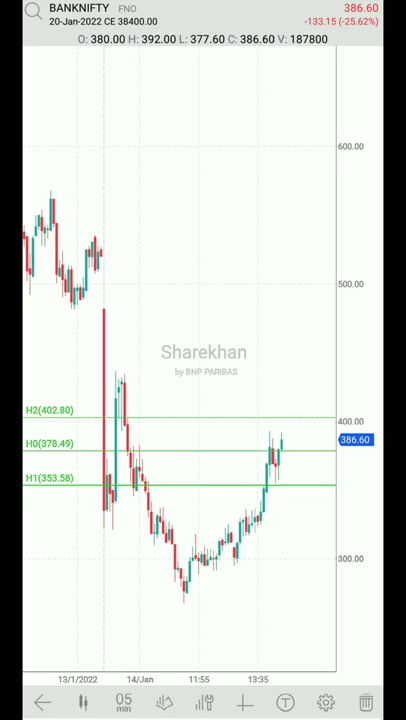 BANKNIFTY FNO 386.60
20-Jan-2022 CE 38400.00 -133.15 (-25.62%)
O: 380.00 H: 392.00 L: 377.60 C: 386.60 V: 187800
600.00
500.00
Sharekhan
by BNP PARIBAS
H2(402.80)
400.00
386.60
H0(378.49)
H1(353.58)
300.00
13/1/2022 14/Jan 11:55 13:35
05
min
T